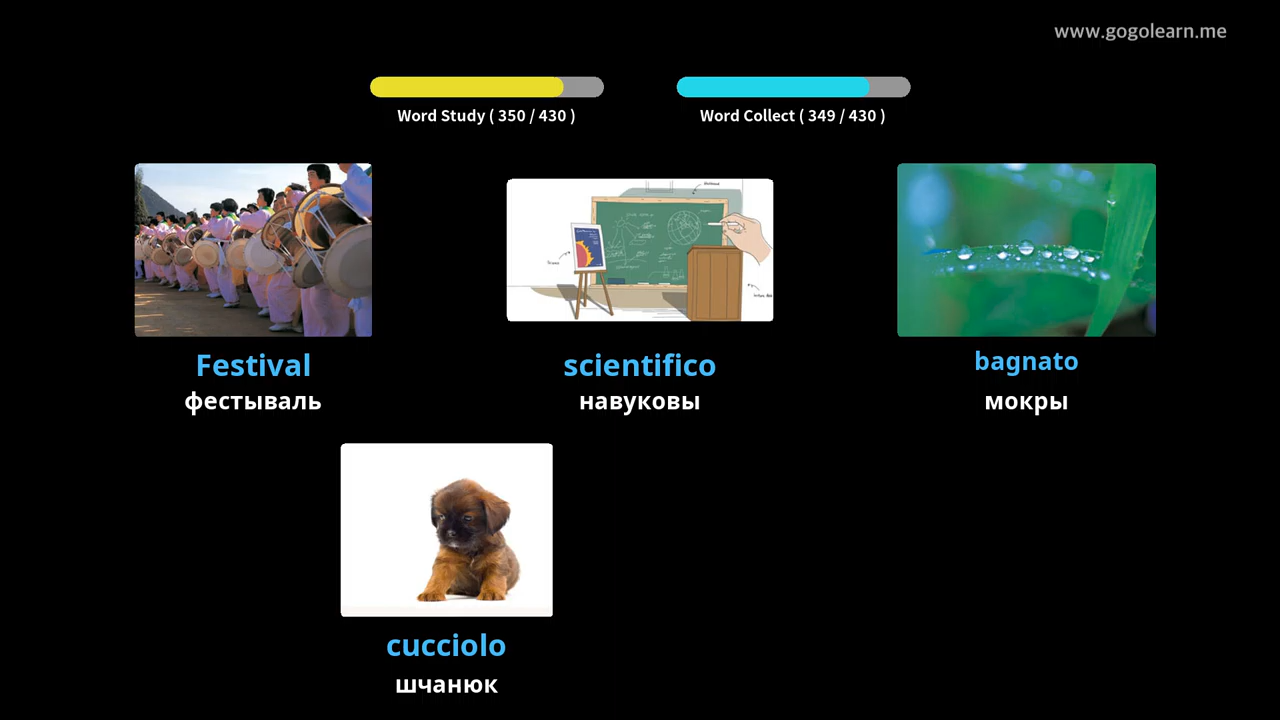 www.gogolearn.me
Word Study ( 350 / 430 )
Word Collect ( 349 / 430 )
Festival
фестываль
scientifico
навуковы
bagnato
мокры
cucciolo
шчанюк